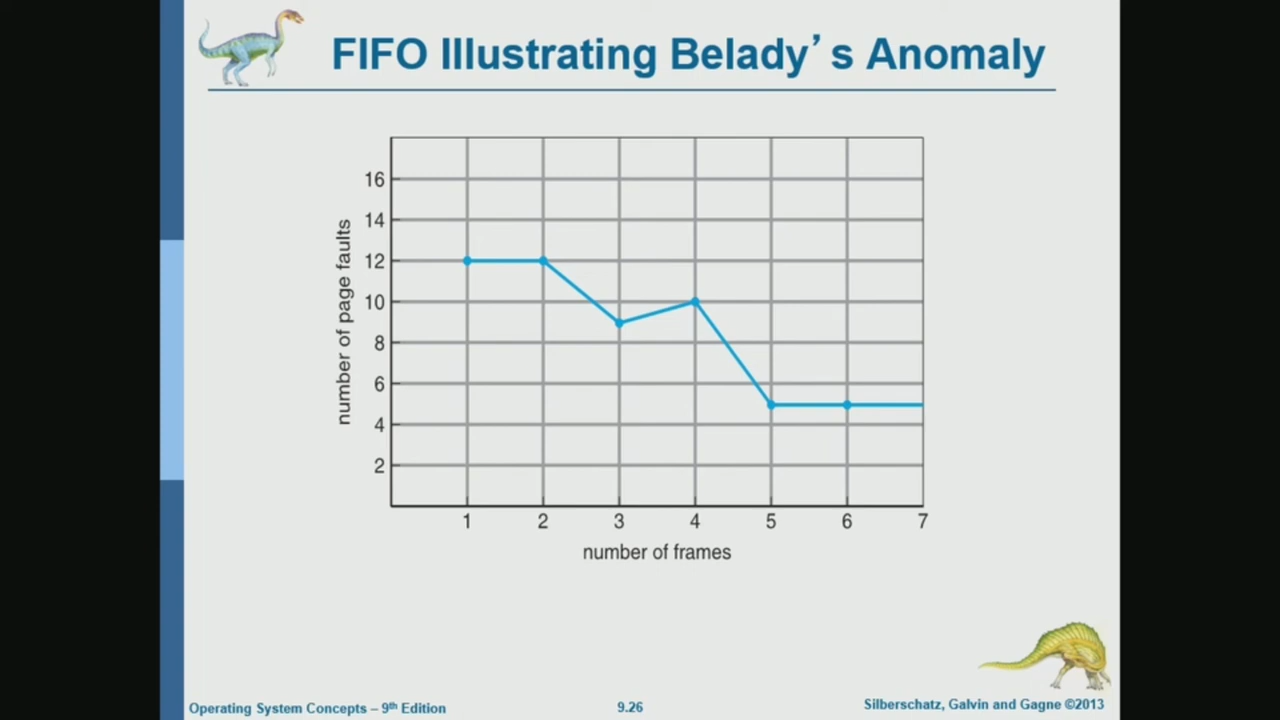 FIFO Illustrating Belady’s Anomaly
number of page faults
16
14
12
10
8
6
4
2
1 2 3 4 5 6 7
number of frames
Operating System Concepts – 9th Edition
9.26
Silberschatz, Galvin and Gagne ©2013